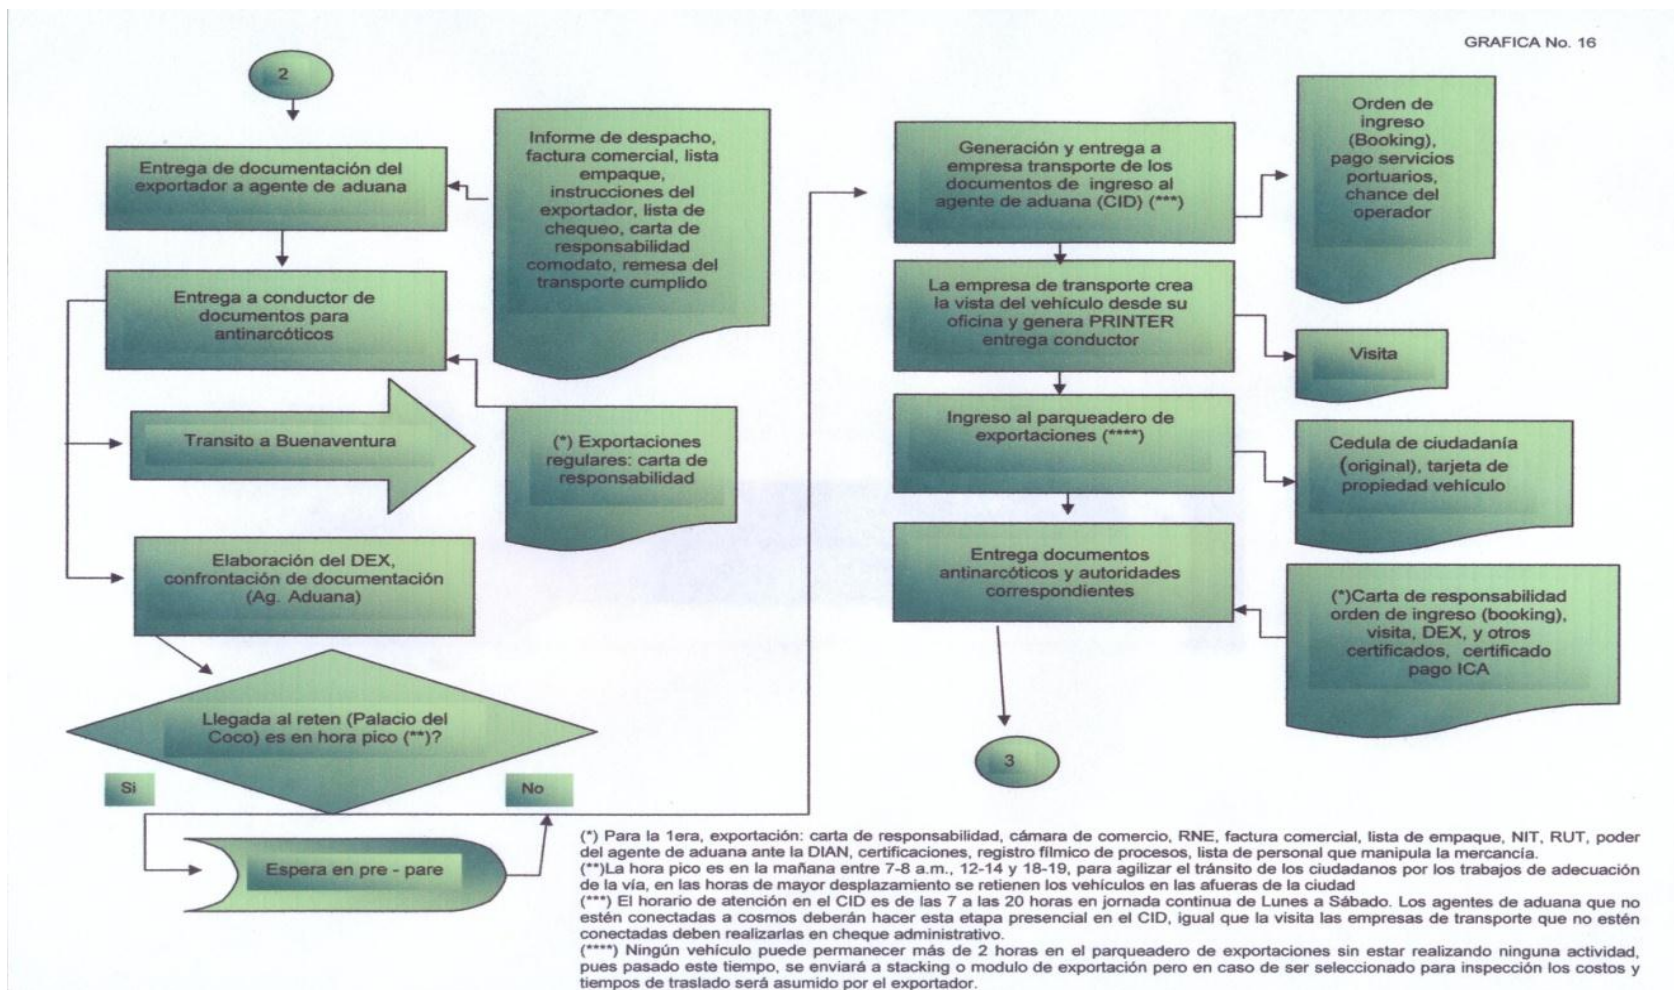 GRAFICA No. 16
2
Entrega de documentación del
exportador a agente de aduana
Informe de despacho,
factura comercial, lista
empaque,
instrucciones del
exportador, lista de
chequeo, carta de
responsabilidad
comodato, remesa del
transporte cumplido
Entrega a conductor de
documentos para
antinarcóticos
Transito a Buenaventura
(*) Exportaciones
regulares: carta de
responsabilidad
Elaboración del DEX,
confrontación de documentación
(Ag. Aduana)
Llegada al reten (Palacio del
Coco) es en hora pico (**)?
Si
No
Espera en pre - pare
Generación y entrega a
empresa transporte de los
documentos de ingreso al
agente de aduana (CID) (***)
Orden de
ingreso
(Booking),
pago servicios
portuarios,
chance del
operador
La empresa de transporte crea
la vista del vehículo desde su
oficina y genera PRINTER
entrega conductor
Visita
Ingreso al parqueadero de
exportaciones (****)
Cedula de ciudadanía
(original), tarjeta de
propiedad vehículo
Entrega documentos
antinarcóticos y autoridades
correspondientes
(*)Carta de responsabilidad
orden de ingreso (booking),
visita, DEX, y otros
certificados, certificado
pago ICA
3
(*) Para la 1era, exportación: carta de responsabilidad, cámara de comercio, RNE, factura comercial, lista de empaque, NIT, RUT, poder
del agente de aduana ante la DIAN, certificaciones, registro fílmico de procesos, lista de personal que manipula la mercancía.
(**)La hora pico es en la mañana entre 7-8 a.m., 12-14 y 18-19, para agilizar el tránsito de los ciudadanos por los trabajos de adecuación
de la vía, en las horas de mayor desplazamiento se retienen los vehículos en las afueras de la ciudad
(***) El horario de atención en el CID es de las 7 a las 20 horas en jornada continua de Lunes a Sábado. Los agentes de aduana que no
estén conectadas a cosmos deberán hacer esta etapa presencial en el CID, igual que la visita las empresas de transporte que no estén
conectadas deben realizarlas en cheque administrativo.
(****) Ningún vehículo puede permanecer más de 2 horas en el parqueadero de exportaciones sin estar realizando ninguna actividad,
pues pasado este tiempo, se enviará a stacking o modulo de exportación pero en caso de ser seleccionado para inspección los costos y
tiempos de traslado será asumido por el exportador.